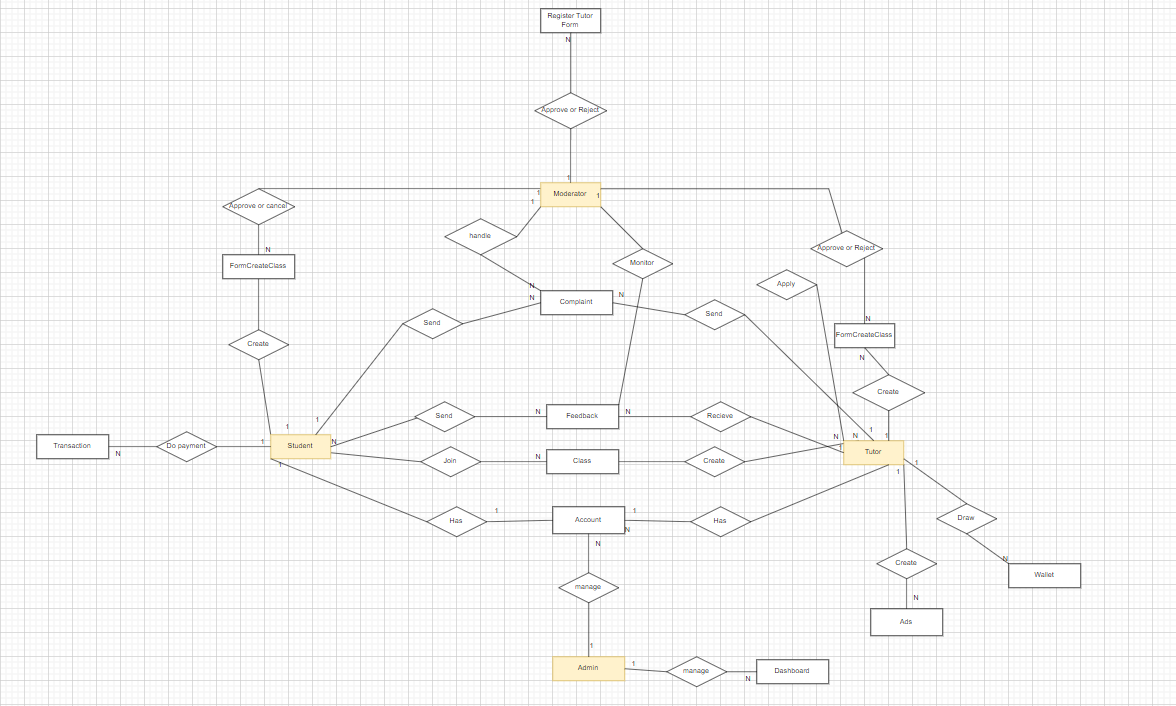 Register Tutor
Form
N
Approve or Reject
1
Moderator
1
1
1
Approve or cancel
handle
Approve or Reject
N
FormCreateClass
Monitor
Apply
N
N
Complaint
N
Send
Send
N
FormCreateClass
Create
N
Create
1
1
Send
N
Feedback
N
Recieve
1
1
N
N
Transaction
N
Do payment
1
Student
N
Join
N
Class
Create
Tutor
1
1
1
Has
1
Account
1
N
Has
Draw
N
N
Create
Wallet
manage
N
Ads
1
Admin
1
manage
N
Dashboard